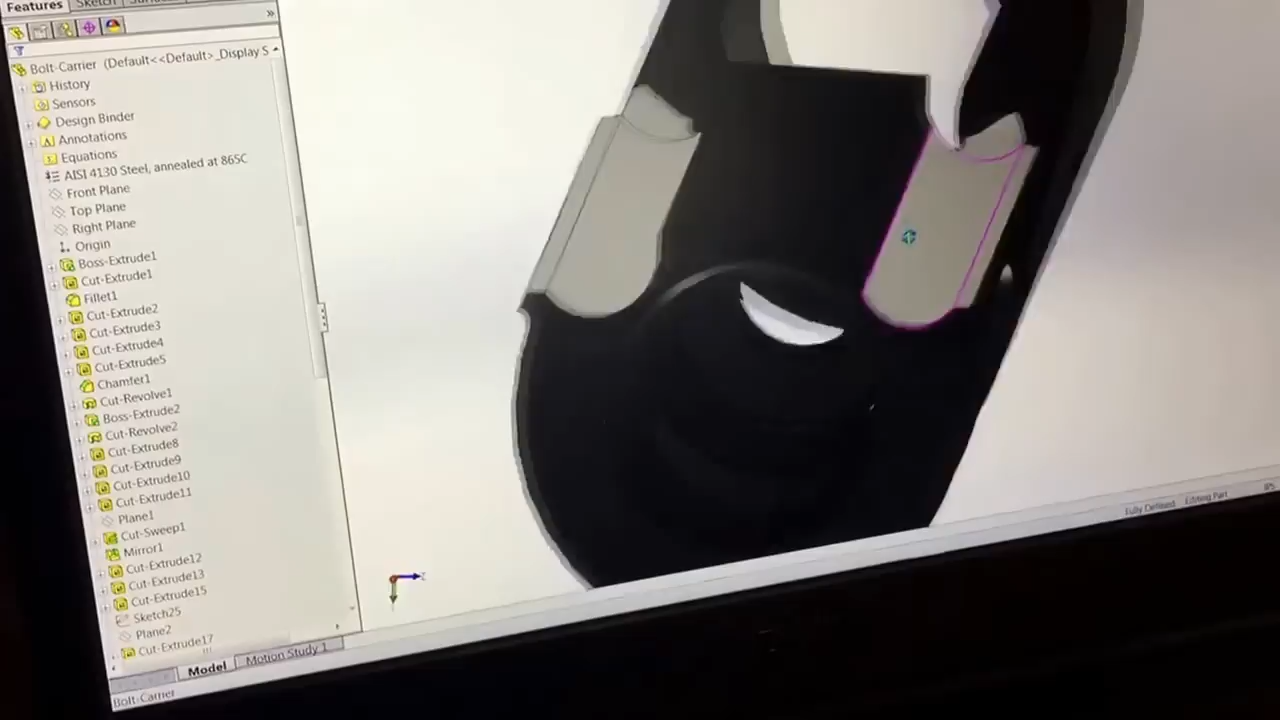 Features
Sketch
»
Bolt-Carrier (Default<<Default>_Display S
History
Sensors
Design Binder
Annotations
Equations
AISI 4130 Steel, annealed at 865C
Front Plane
Top Plane
Right Plane
Origin
Boss-Extrude1
Cut-Extrude1
Fillet1
Cut-Extrude2
Cut-Extrude3
Cut-Extrude4
Cut-Extrude5
Chamfer1
Cut-Revolve1
Boss-Extrude2
Cut-Revolve2
Cut-Extrude8
Cut-Extrude9
Cut-Extrude10
Cut-Extrude11
Plane1
Cut-Sweep1
Mirror1
Cut-Extrude12
Cut-Extrude13
Cut-Extrude15
Sketch25
Plane2
Cut-Extrude17
Model Motion Study 1
Bolt-Carrier
Fully Defined Editing Part
Z